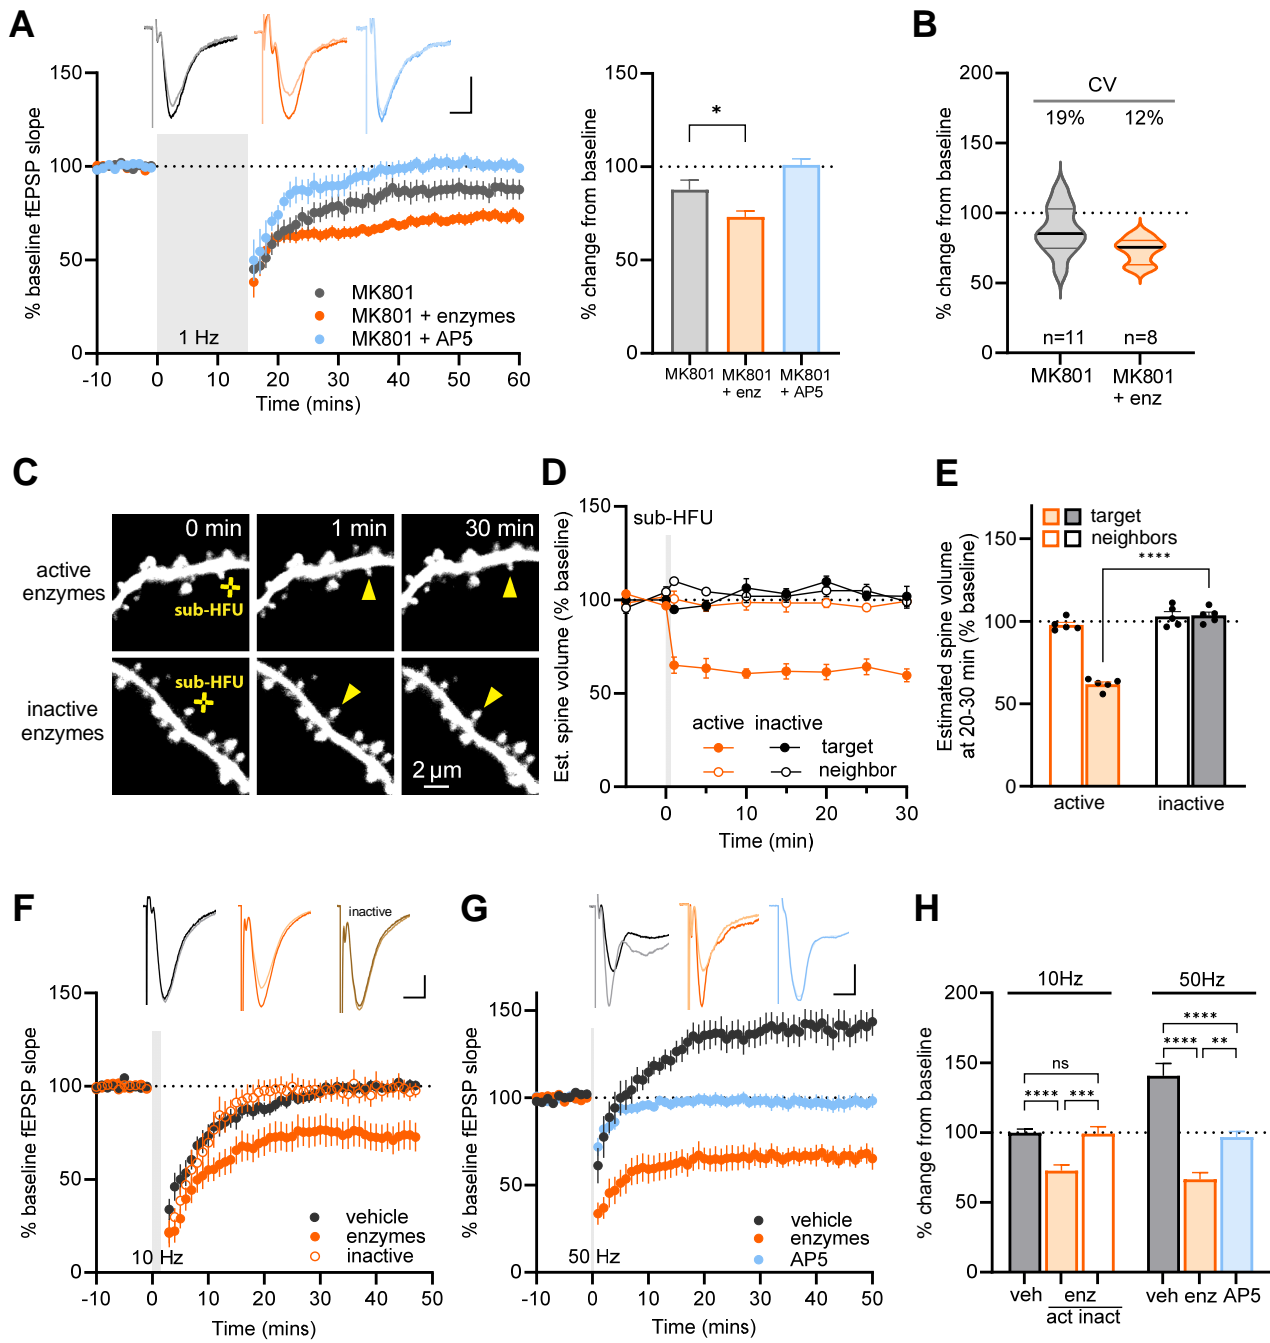 A
150
100
50
0
% baseline fEPSP slope
1 Hz
MK801
MK801 + enzymes
MK801 + AP5
-10 0 10 20 30 40 50 60
Time (mins)
150
100
50
0
% change from baseline
*
MK801 MK801 MK801
+ enz + AP5
B
200
150
100
50
0
% change from baseline
CV
19% 12%
n=11 n=8
MK801 MK801
+ enz
C
0 min 1 min 30 min
active
enzymes
sub-HFU
sub-HFU
inactive
enzymes
2 μm
D
150
100
50
0
Est. spine volume (% baseline)
sub-HFU
active inactive
target
neighbor
0 10 20 30
Time (min)
E
150
100
50
0
Estimated spine volume
at 20-30 min (% baseline)
target
neighbors
****
active inactive
F
inactive
150
100
50
0
% baseline fEPSP slope
10 Hz
vehicle
enzymes
inactive
-10 0 10 20 30 40 50
Time (mins)
G
150
100
50
0
% baseline fEPSP slope
50 Hz
vehicle
enzymes
AP5
-10 0 10 20 30 40 50
Time (mins)
H
10Hz 50Hz
200
150
100
50
0
% change from baseline
ns
**** ***
****
**** **
veh enz veh enz AP5
act inact